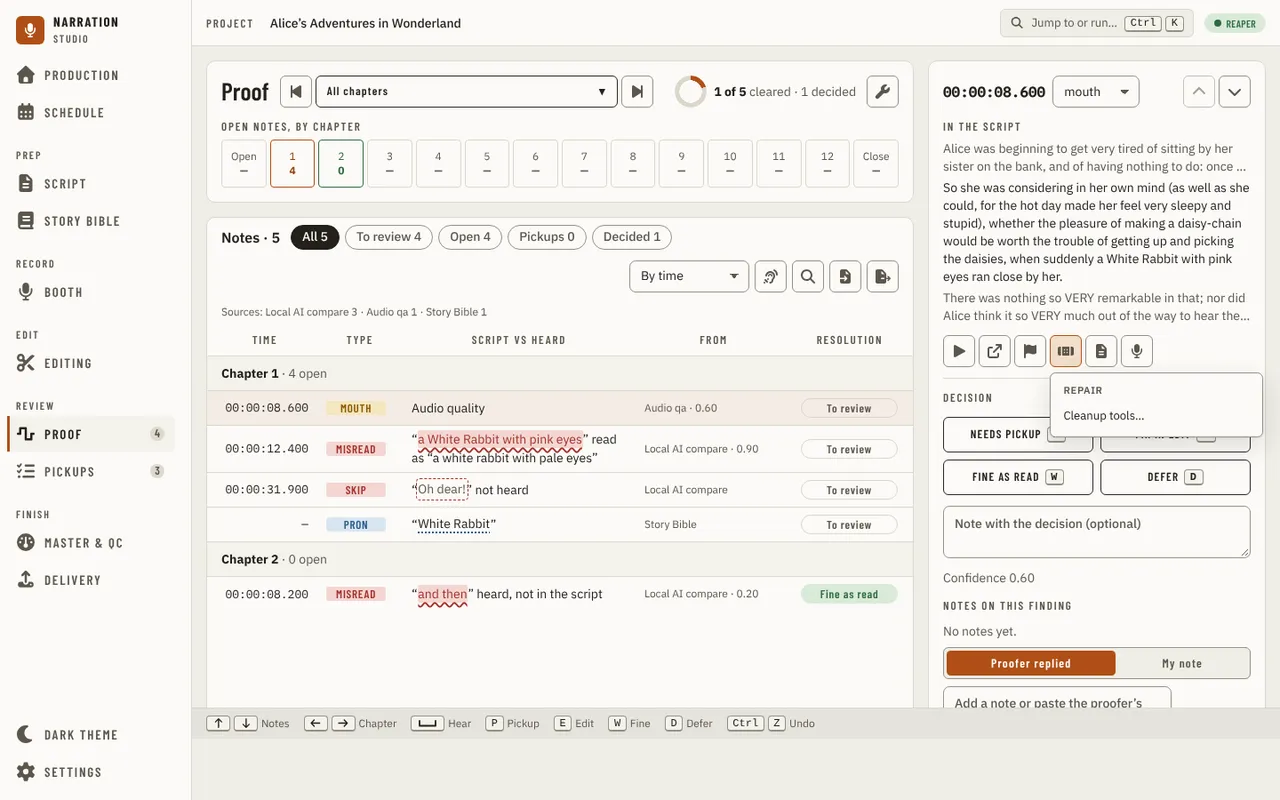 NARRATION
STUDIO
PRODUCTION
SCHEDULE
PREP
SCRIPT
STORY BIBLE
RECORD
BOOTH
EDIT
EDITING
REVIEW
PROOF 4
PICKUPS 3
FINISH
MASTER & QC
DELIVERY
DARK THEME
SETTINGS
PROJECT Alice’s Adventures in Wonderland
Jump to or run... Ctrl K
REAPER
Proof
All chapters
1 of 5 cleared · 1 decided
OPEN NOTES, BY CHAPTER
Open 1 2 3 4 5 6 7 8 9 10 11 12 Close
– 4 0 – – – – – – – – – – –
Notes · 5 All 5 To review 4 Open 4 Pickups 0 Decided 1
By time
Sources: Local AI compare 3 · Audio qa 1 · Story Bible 1
TIME TYPE SCRIPT VS HEARD FROM RESOLUTION
Chapter 1 · 4 open
00:00:08.600 MOUTH Audio quality Audio qa · 0.60 To review
00:00:12.400 MISREAD “a White Rabbit with pink eyes” read
as “a white rabbit with pale eyes” Local AI compare · 0.90 To review
00:00:31.900 SKIP “Oh dear!” not heard Local AI compare To review
– PRON “White Rabbit” Story Bible To review
Chapter 2 · 0 open
00:00:08.200 MISREAD “and then” heard, not in the script Local AI compare · 0.20 Fine as read
↑ ↓ Notes ← → Chapter Hear P Pickup E Edit W Fine D Defer Ctrl Z Undo
00:00:08.600 mouth
IN THE SCRIPT
Alice was beginning to get very tired of sitting by her
sister on the bank, and of having nothing to do: once ...
So she was considering in her own mind (as well as she
could, for the hot day made her feel very sleepy and
stupid), whether the pleasure of making a daisy-chain
would be worth the trouble of getting up and picking
the daisies, when suddenly a White Rabbit with pink
eyes ran close by her.
There was nothing so VERY remarkable in that; nor did
Alice think it so VERY much out of the way to hear the...
REPAIR
Cleanup tools...
DECISION
NEEDS PICKUP
FINE AS READ W DEFER D
Note with the decision (optional)
Confidence 0.60
NOTES ON THIS FINDING
No notes yet.
Proofer replied My note
Add a note or paste the proofer’s